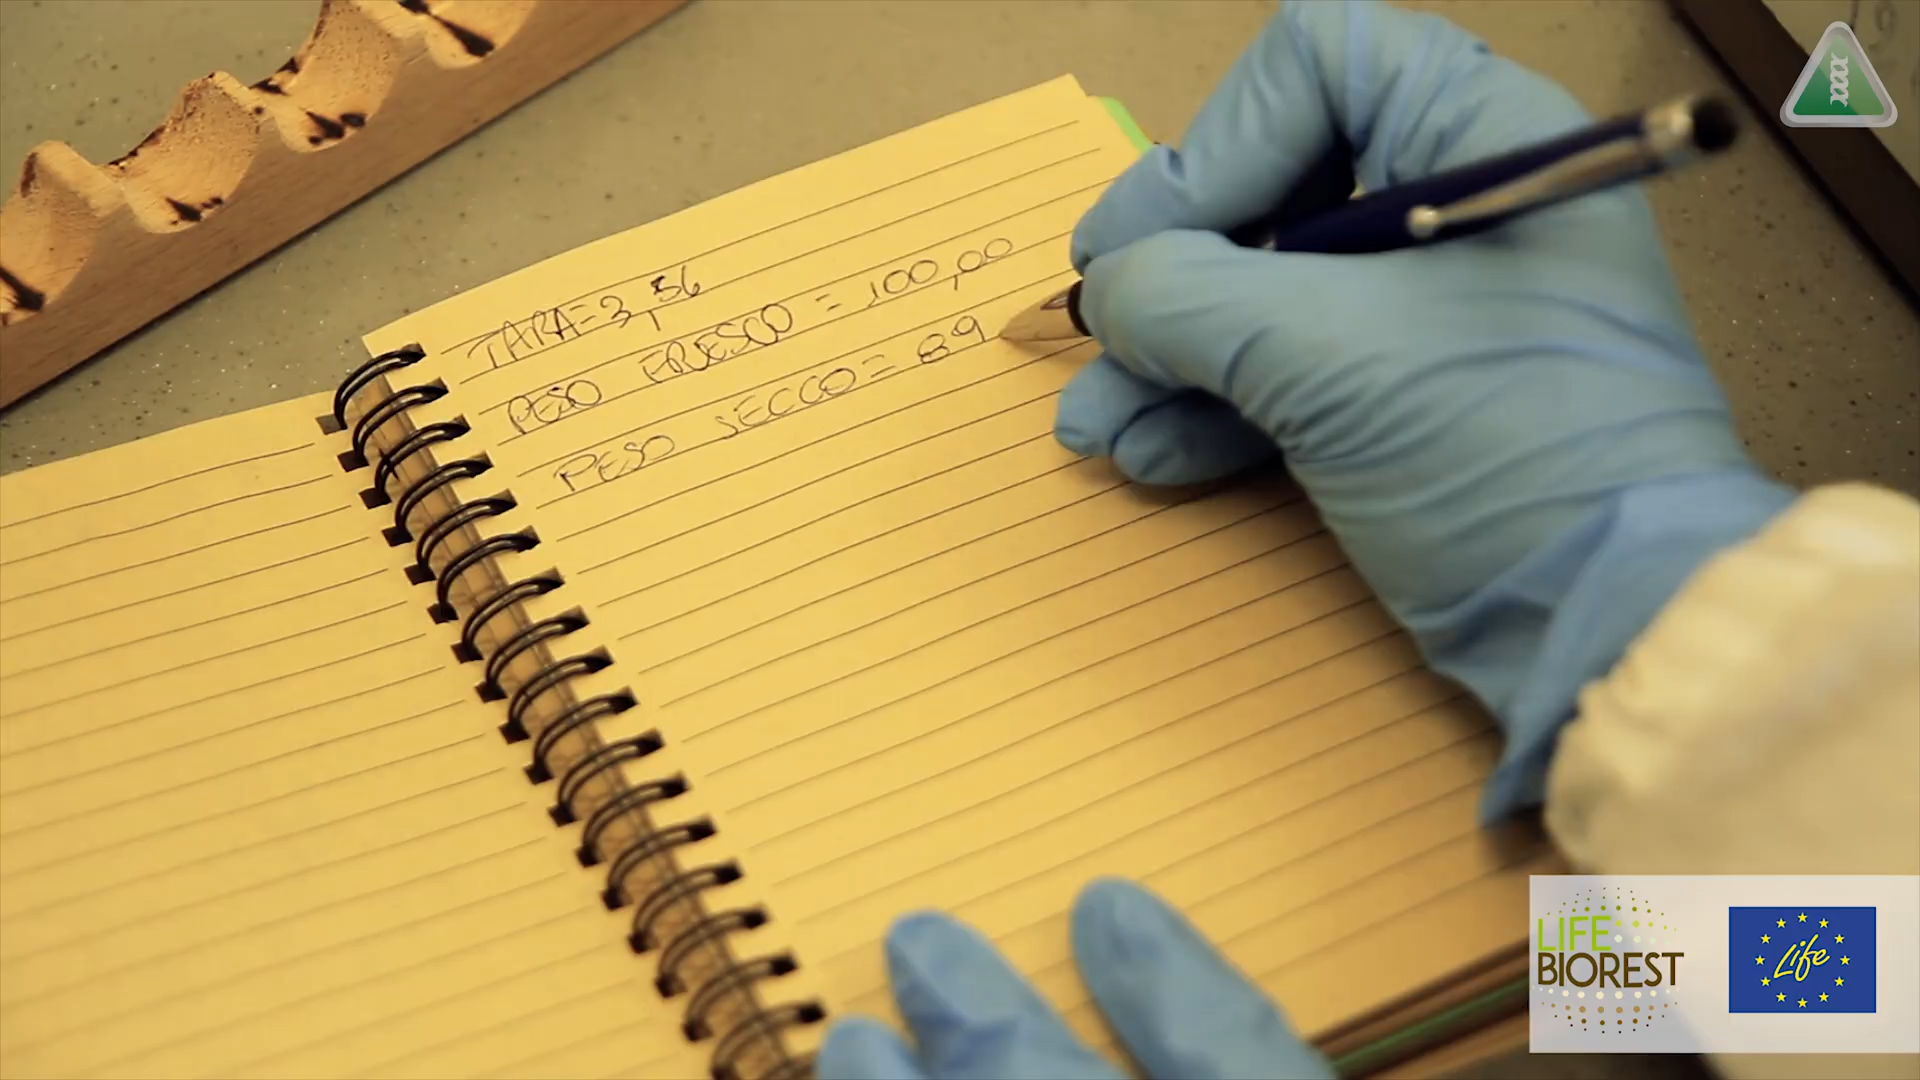 TARA=3,56
PESO FRESCO = 100,00
PESO SECCO = 89
LIFE
BIOREST
Life